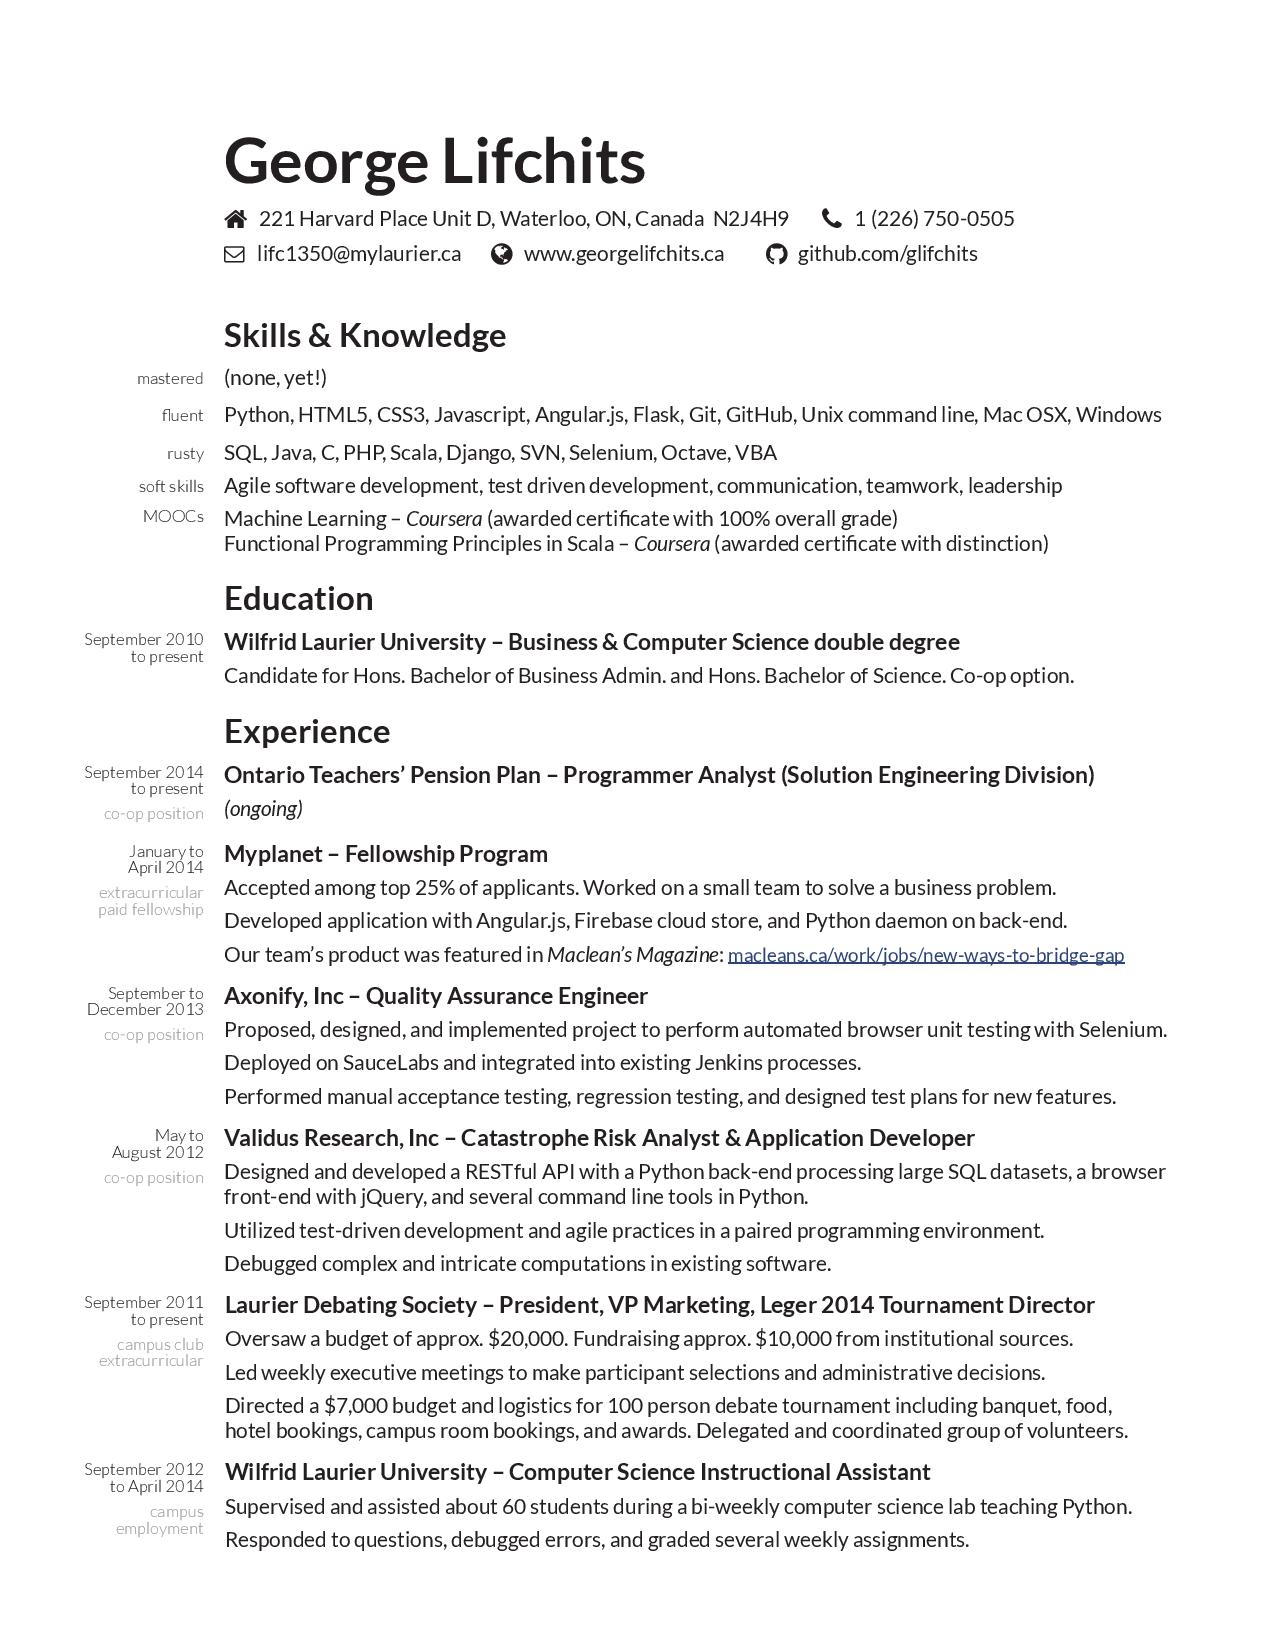 George Lifchits
221 Harvard Place Unit D, Waterloo, ON, Canada N2J4H9 1 (226) 750-0505
lifc1350@mylaurier.ca www.georgelifchits.ca github.com/glifchits
Skills & Knowledge
mastered (none, yet!)
fluent Python, HTML5, CSS3, Javascript, Angular.js, Flask, Git, GitHub, Unix command line, Mac OSX, Windows
rusty SQL, Java, C, PHP, Scala, Django, SVN, Selenium, Octave, VBA
soft skills Agile software development, test driven development, communication, teamwork, leadership
MOOCs Machine Learning – Coursera (awarded certificate with 100% overall grade)
Functional Programming Principles in Scala – Coursera (awarded certificate with distinction)
Education
September 2010 Wilfrid Laurier University – Business & Computer Science double degree
to present
Candidate for Hons. Bachelor of Business Admin. and Hons. Bachelor of Science. Co-op option.
Experience
September 2014 Ontario Teachers’ Pension Plan – Programmer Analyst (Solution Engineering Division)
to present
co-op position (ongoing)
January to Myplanet – Fellowship Program
April 2014
extracurricular Accepted among top 25% of applicants. Worked on a small team to solve a business problem.
paid fellowship Developed application with Angular.js, Firebase cloud store, and Python daemon on back-end.
Our team’s product was featured in Maclean’s Magazine: macleans.ca/work/jobs/new-ways-to-bridge-gap
September to Axonify, Inc – Quality Assurance Engineer
December 2013
co-op position Proposed, designed, and implemented project to perform automated browser unit testing with Selenium.
Deployed on SauceLabs and integrated into existing Jenkins processes.
Performed manual acceptance testing, regression testing, and designed test plans for new features.
May to Validus Research, Inc – Catastrophe Risk Analyst & Application Developer
August 2012
co-op position Designed and developed a RESTful API with a Python back-end processing large SQL datasets, a browser
front-end with jQuery, and several command line tools in Python.
Utilized test-driven development and agile practices in a paired programming environment.
Debugged complex and intricate computations in existing software.
September 2011 Laurier Debating Society – President, VP Marketing, Leger 2014 Tournament Director
to present
campus club Oversaw a budget of approx. $20,000. Fundraising approx. $10,000 from institutional sources.
extracurricular Led weekly executive meetings to make participant selections and administrative decisions.
Directed a $7,000 budget and logistics for 100 person debate tournament including banquet, food,
hotel bookings, campus room bookings, and awards. Delegated and coordinated group of volunteers.
September 2012 Wilfrid Laurier University – Computer Science Instructional Assistant
to April 2014
campus Supervised and assisted about 60 students during a bi-weekly computer science lab teaching Python.
employment Responded to questions, debugged errors, and graded several weekly assignments.